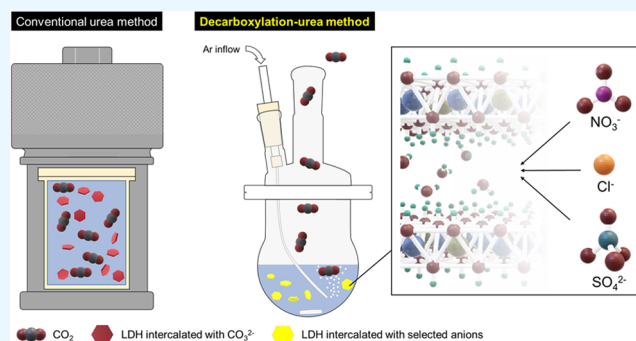 Conventional urea method
Decarboxylation-urea method
Ar inflow
NO₃⁻
Cl⁻
SO₄²⁻
CO₂
LDH intercalated with CO₃²⁻
LDH intercalated with selected anions